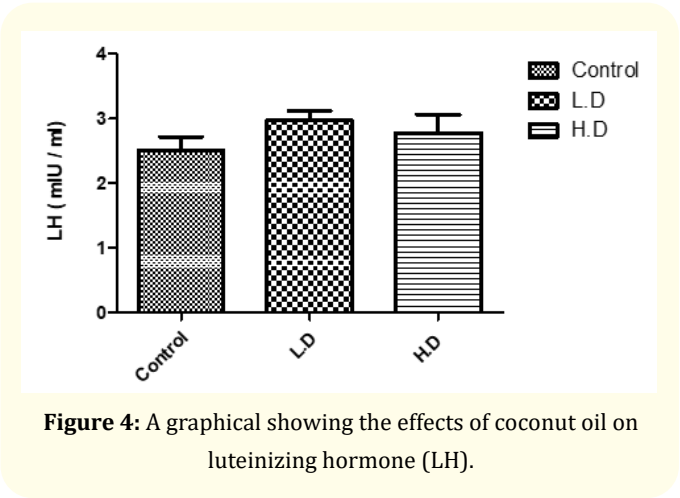 4
3
2
1
0
LH ( mIU / ml)
Control
L.D
H.D
Control
L.D
H.D
Figure 4: A graphical showing the effects of coconut oil on
luteinizing hormone (LH).